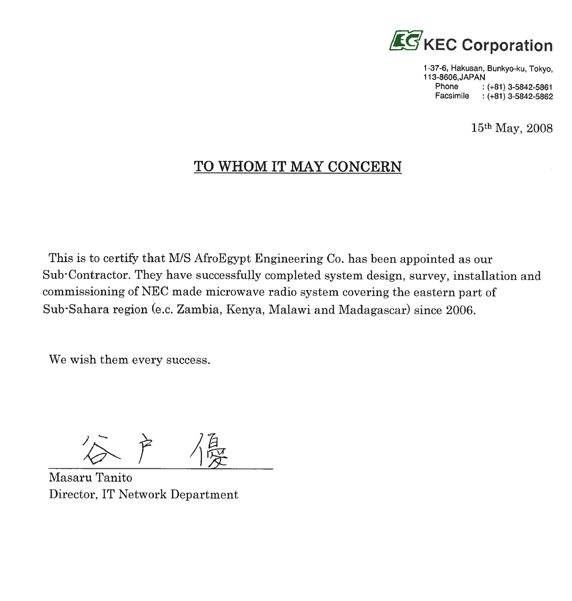 KEC KEC Corporation
1-37-6, Hakusan, Bunkyo-ku, Tokyo,
113-8606,JAPAN
Phone : (+81) 3-5842-5861
Facsimile : (+81) 3-5842-5862
15th May, 2008
TO WHOM IT MAY CONCERN
This is to certify that M/S AfroEgypt Engineering Co. has been appointed as our
Sub-Contractor. They have successfully completed system design, survey, installation and
commissioning of NEC made microwave radio system covering the eastern part of
Sub-Sahara region (e.c. Zambia, Kenya, Malawi and Madagascar) since 2006.
We wish them every success.
谷戸 優
Masaru Tanito
Director, IT Network Department